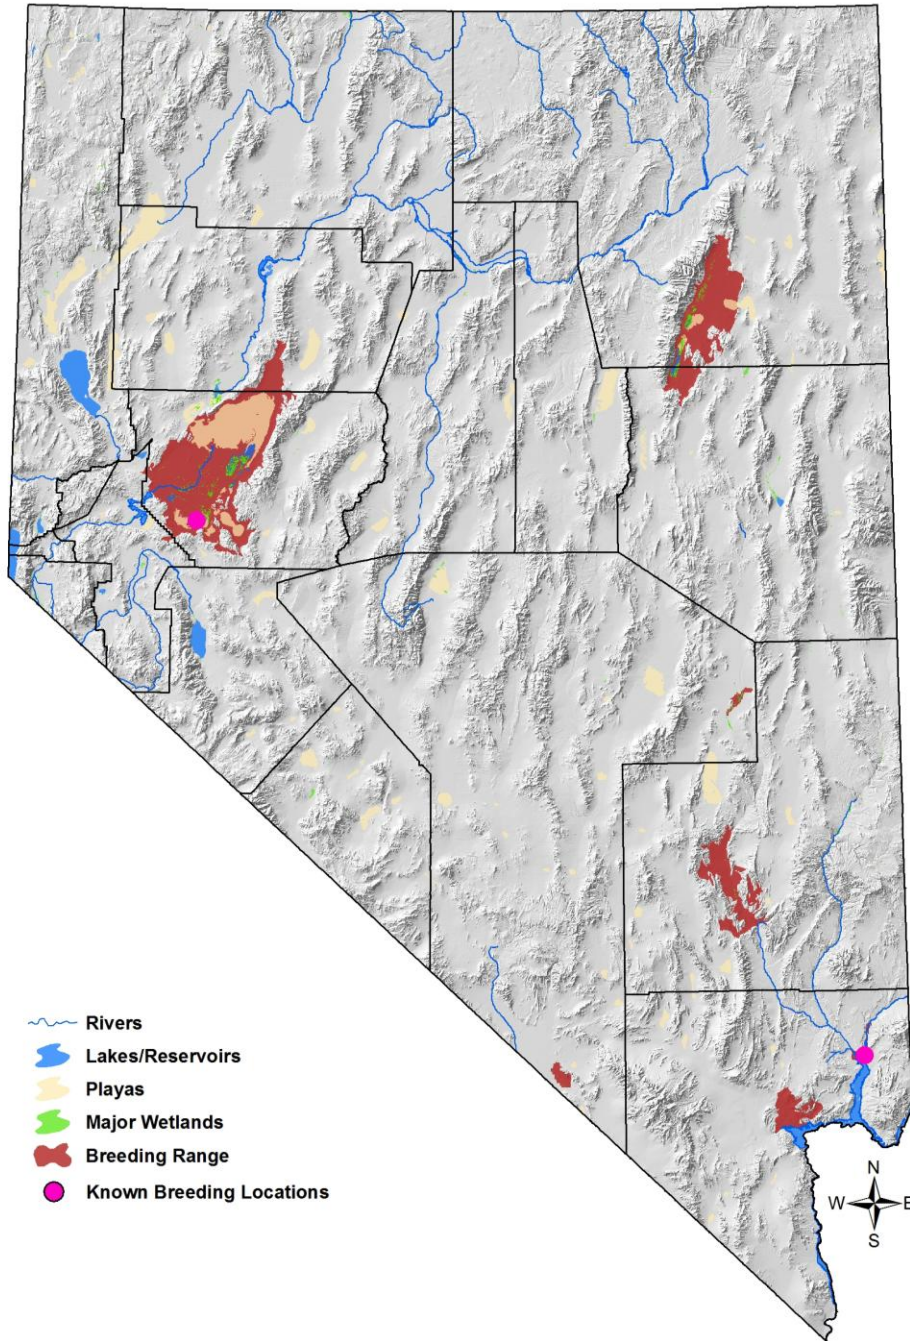 Rivers
Lakes/Reservoirs
Playas
Major Wetlands
Breeding Range
Known Breeding Locations
N
W E
S